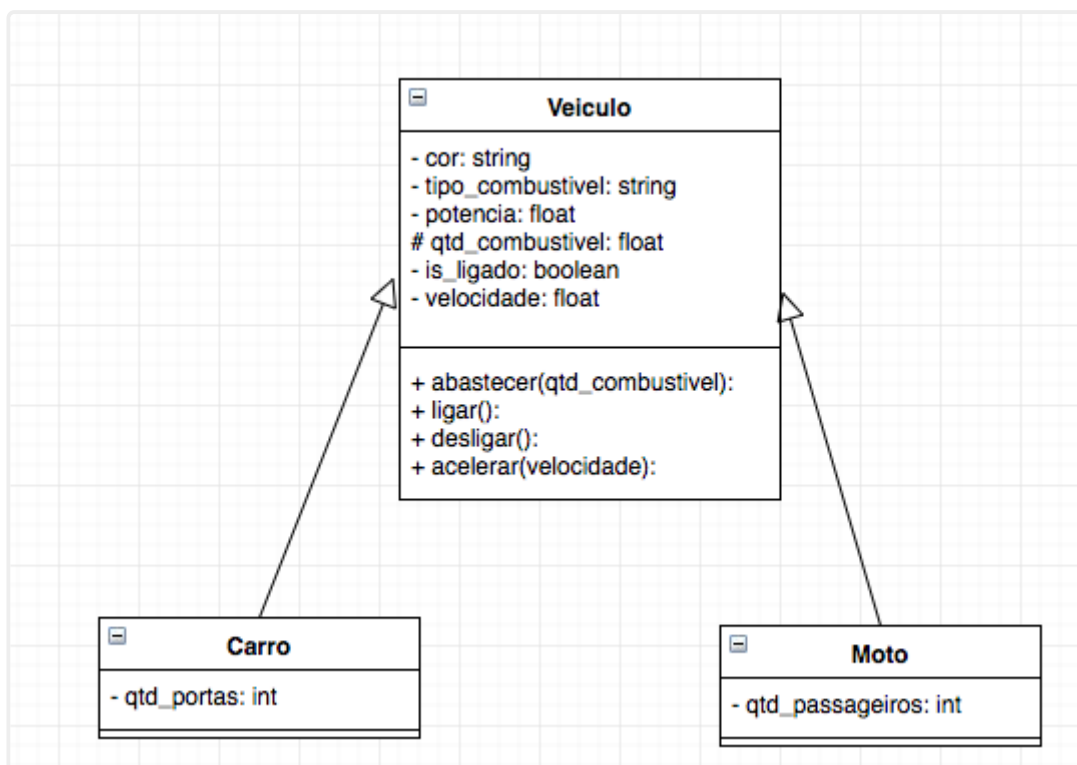 Veiculo
- cor: string
- tipo_combustivel: string
- potencia: float
# qtd_combustivel: float
- is_ligado: boolean
- velocidade: float
+ abastecer(qtd_combustivel):
+ ligar():
+ desligar():
+ acelerar(velocidade):
Carro
- qtd_portas: int
Moto
- qtd_passageiros: int